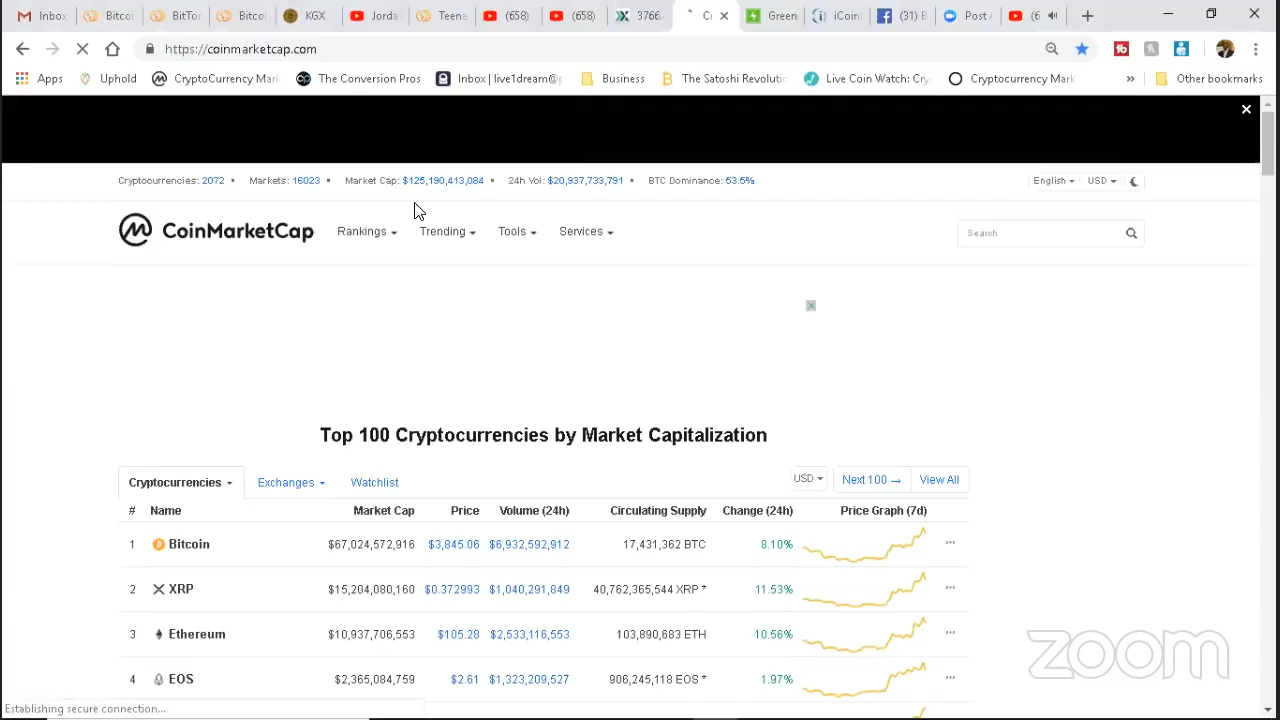 Inbox Bitcoi BitTor Bitcoi KGX Jorda Teena (658) (658) 3766. Cr Green iCoin (31) B Post A (6
https://coinmarketcap.com
Apps Uphold CryptoCurrency Mark The Conversion Pros Inbox | live1dream@g Business The Satoshi Revolutio Live Coin Watch: Cry Cryptocurrency Mark » Other bookmarks
Cryptocurrencies: 2072 • Markets: 16023 • Market Cap: $125,190,413,084 • 24h Vol: $20,937,733,791 • BTC Dominance: 53.5% English USD
CoinMarketCap Rankings Trending Tools Services Search
Top 100 Cryptocurrencies by Market Capitalization
Cryptocurrencies Exchanges Watchlist USD Next 100 → View All
# Name Market Cap Price Volume (24h) Circulating Supply Change (24h) Price Graph (7d)
1 Bitcoin $67,024,572,916 $3,845.06 $6,932,592,912 17,431,362 BTC 8.10%
2 XRP $15,204,080,160 $0.372993 $1,040,291,849 40,762,365,544 XRP * 11.53%
3 Ethereum $10,937,706,553 $105.28 $2,533,116,553 103,890,683 ETH 10.56%
4 EOS $2,365,084,759 $2.61 $1,323,209,527 906,245,118 EOS * 1.97%
zoom
Establishing secure connection...